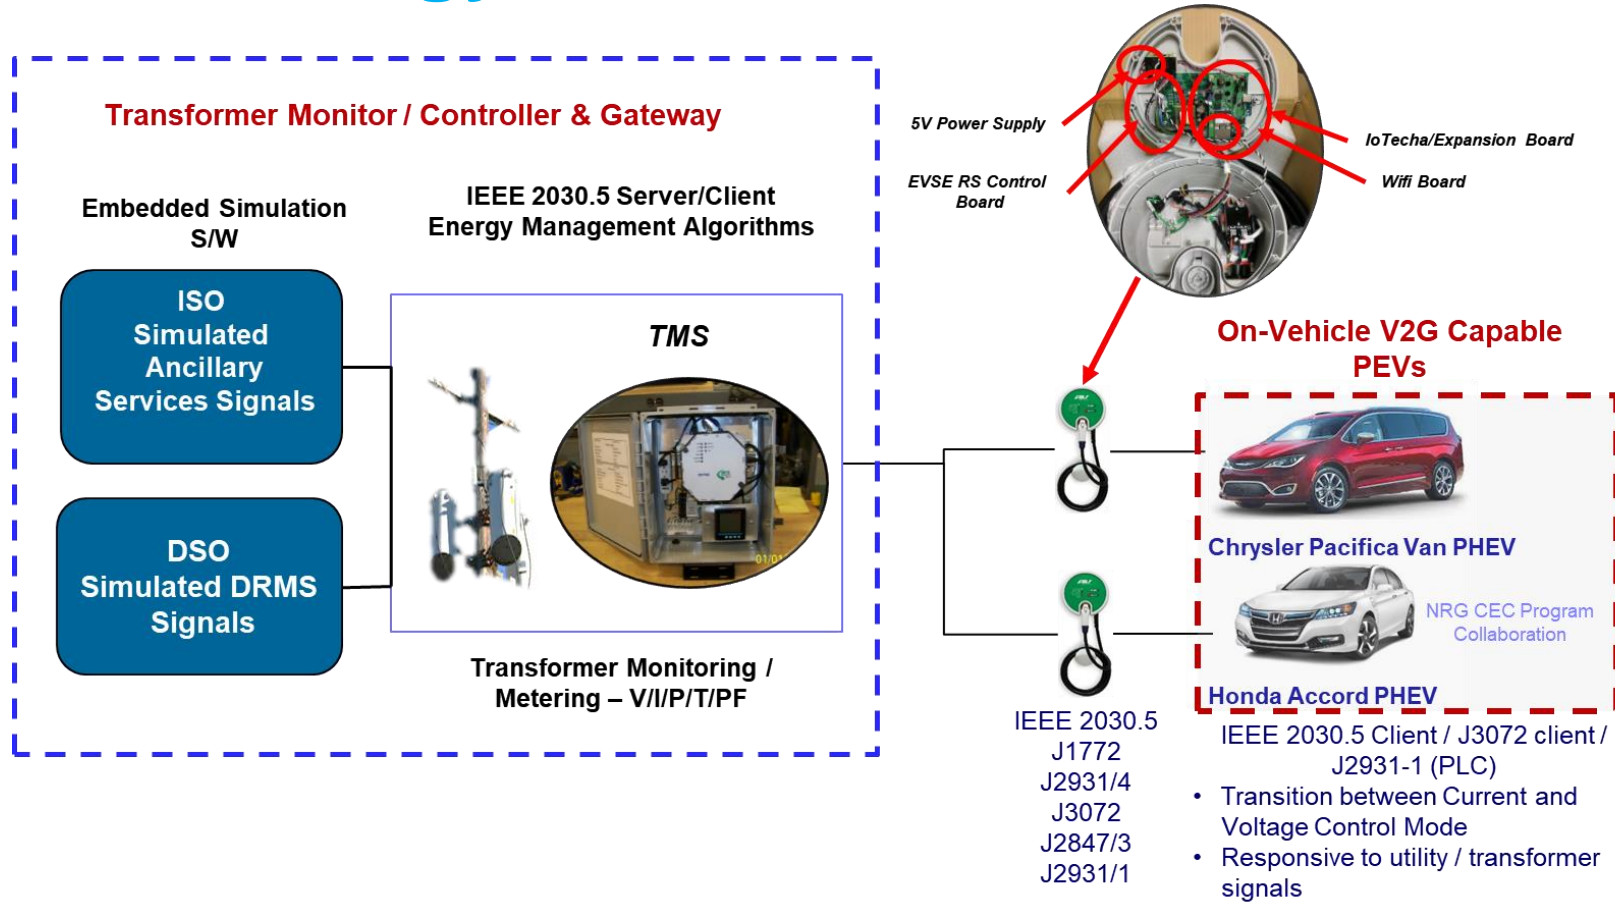 Transformer Monitor / Controller & Gateway
Embedded Simulation
S/W
IEEE 2030.5 Server/Client
Energy Management Algorithms
ISO
Simulated
Ancillary
Services Signals
DSO
Simulated DRMS
Signals
TMS
01/01
Transformer Monitoring /
Metering – V/I/P/T/PF
5V Power Supply
EVSE RS Control
Board
IoTecha/Expansion Board
Wifi Board
On-Vehicle V2G Capable
PEVs
Chrysler Pacifica Van PHEV
NRG CEC Program
Collaboration
Honda Accord PHEV
IEEE 2030.5
J1772
J2931/4
J3072
J2847/3
J2931/1
IEEE 2030.5 Client / J3072 client /
J2931-1 (PLC)
• Transition between Current and
Voltage Control Mode
• Responsive to utility / transformer
signals